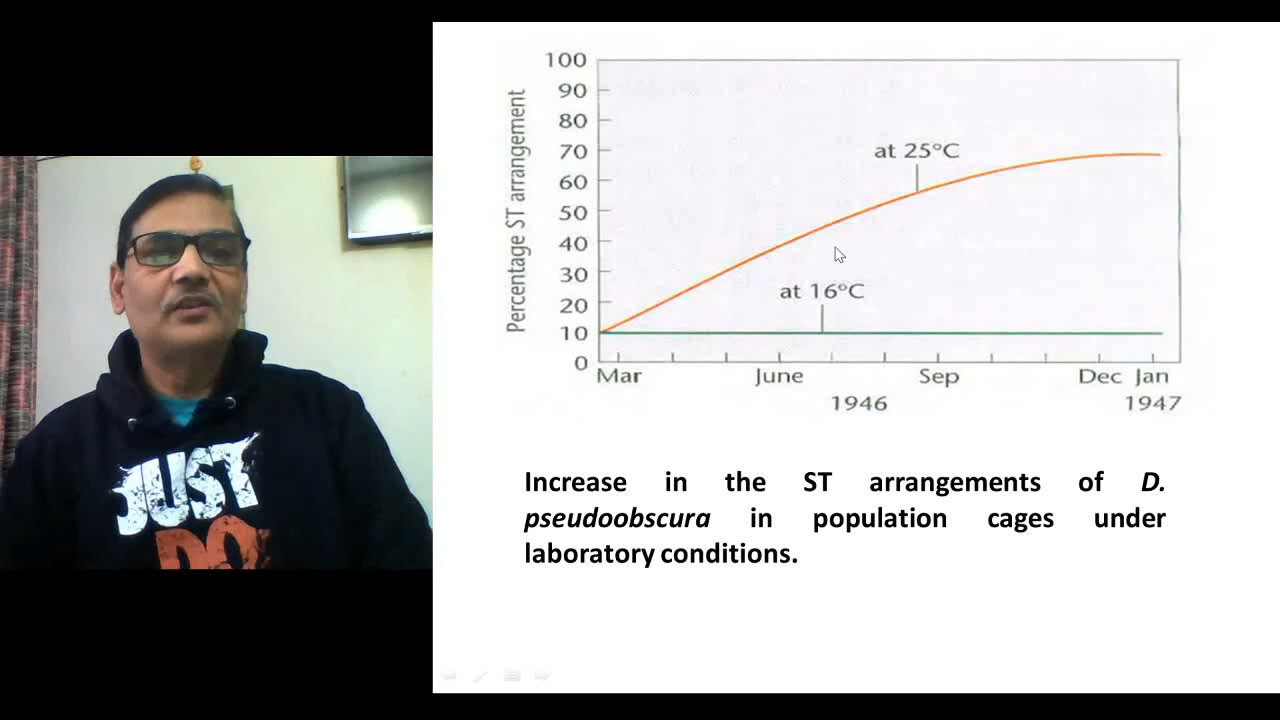 100
90
80
70
60
50
40
30
20
10
0
Percentage ST arrangement
at 25°C
at 16°C
Mar June Sep Dec Jan
1946 1947
Increase in the ST arrangements of D.
pseudoobscura in population cages under
laboratory conditions.
JUST
DO